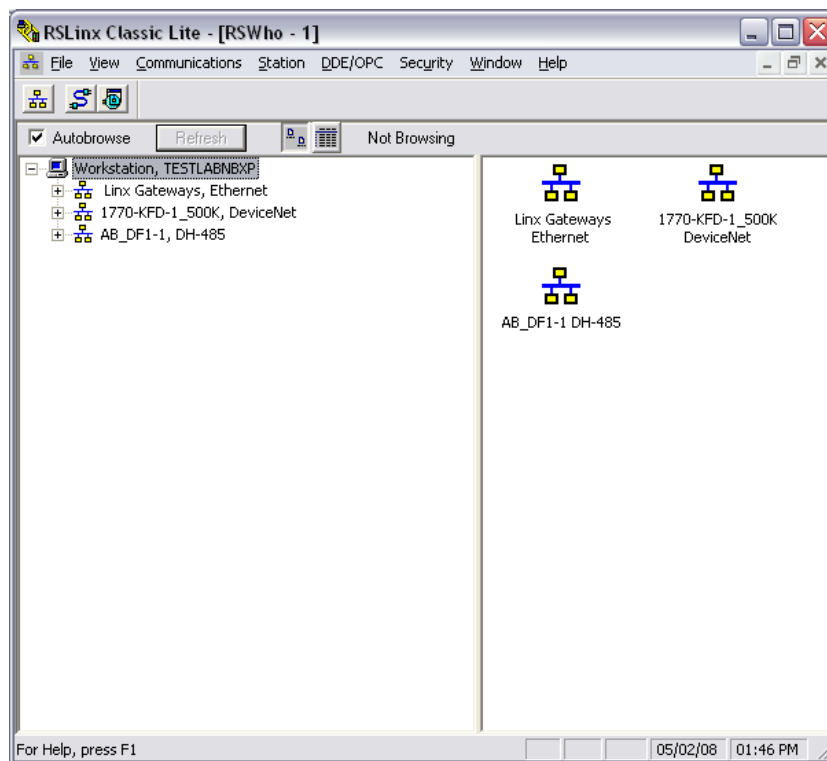 RSLinx Classic Lite - [RSWho - 1]
File View Communications Station DDE/OPC Security Window Help
Autobrowse Refresh Not Browsing
Workstation, TESTLABNBXP
Linx Gateways, Ethernet
1770-KFD-1_500K, DeviceNet
AB_DF1-1, DH-485
Linx Gateways
Ethernet
1770-KFD-1_500K
DeviceNet
AB_DF1-1 DH-485
For Help, press F1
05/02/08 01:46 PM